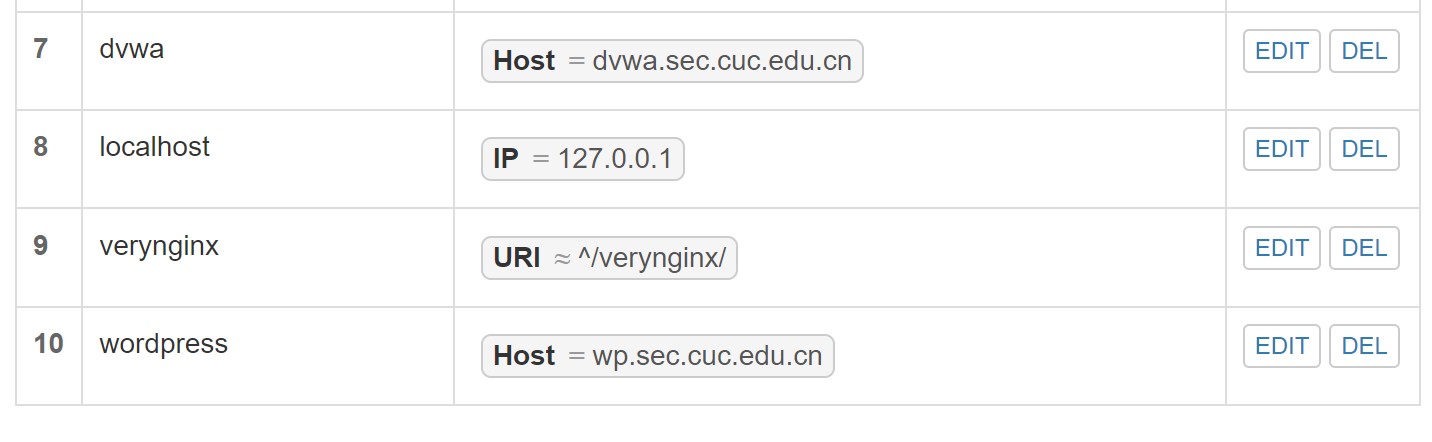 7 dvwa Host = dvwa.sec.cuc.edu.cn EDIT DEL
8 localhost IP = 127.0.0.1 EDIT DEL
9 verynginx URI ≈ ^/verynginx/ EDIT DEL
10 wordpress Host = wp.sec.cuc.edu.cn EDIT DEL